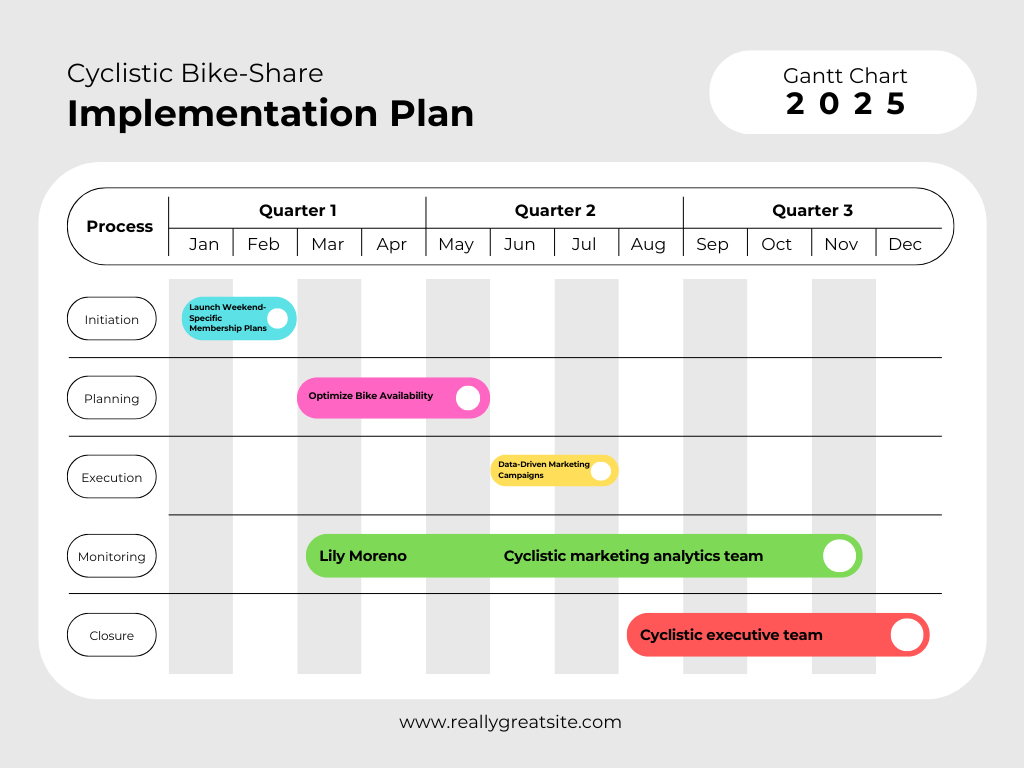 Cyclistic Bike-Share
Implementation Plan
Gantt Chart
2 0 2 5
Process
Quarter 1
Quarter 2
Quarter 3
Jan
Feb
Mar
Apr
May
Jun
Jul
Aug
Sep
Oct
Nov
Dec
Initiation
Launch Weekend-
Specific
Membership Plans
Planning
Optimize Bike Availability
Execution
Data-Driven Marketing
Campaigns
Monitoring
Lily Moreno
Cyclistic marketing analytics team
Closure
Cyclistic executive team
www.reallygreatsite.com